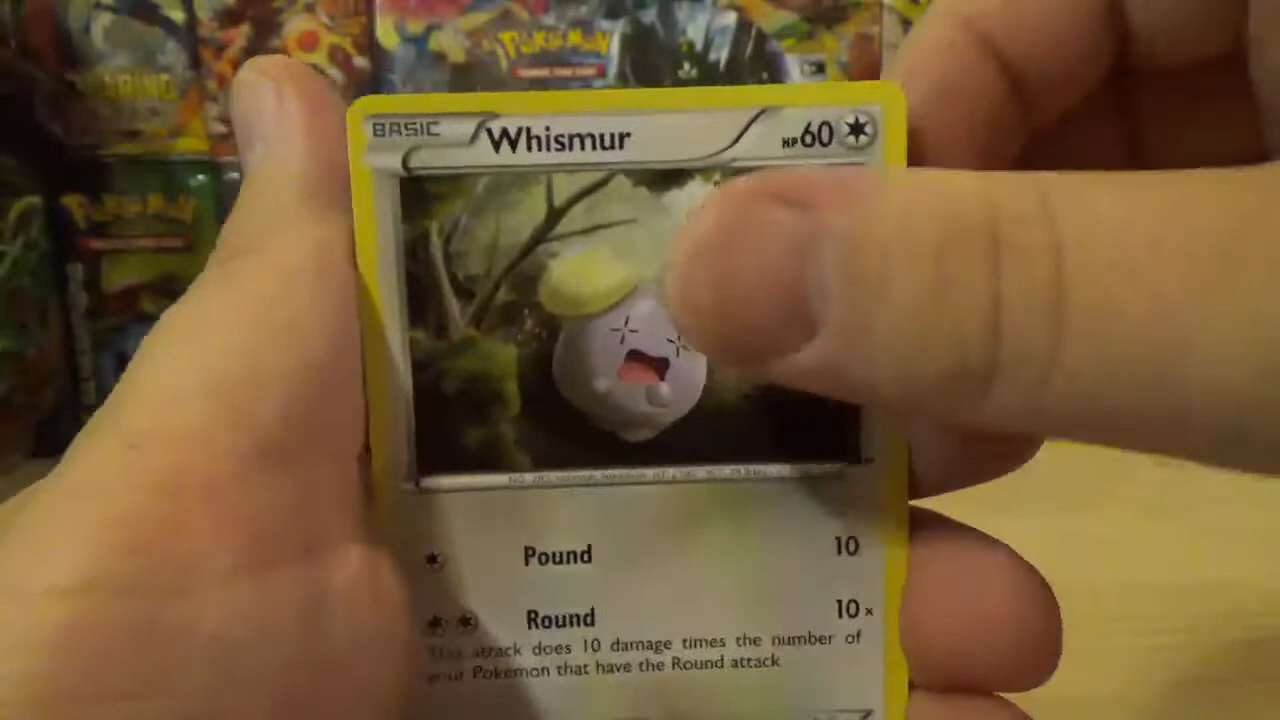 POKéMON
POKéMON
BASIC Whismur HP60
Pound 10
Round 10×
This attack does 10 damage times the number of
your Pokémon that have the Round attack